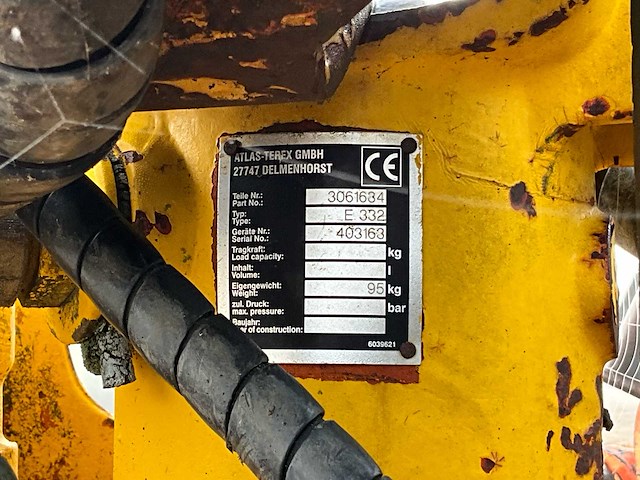 ATLAS-TEREX GMBH
27747 DELMENHORST
CE
Teile Nr.:
Part No.: 3061634
Typ:
Type: E 332
Geräte Nr.:
Serial No.: 403163
Tragkraft:
Load capacity: kg
Inhalt:
Volume: l
Eigengewicht:
Weight: 95 kg
zul. Druck:
max. pressure: bar
Baujahr:
of construction:
6039621